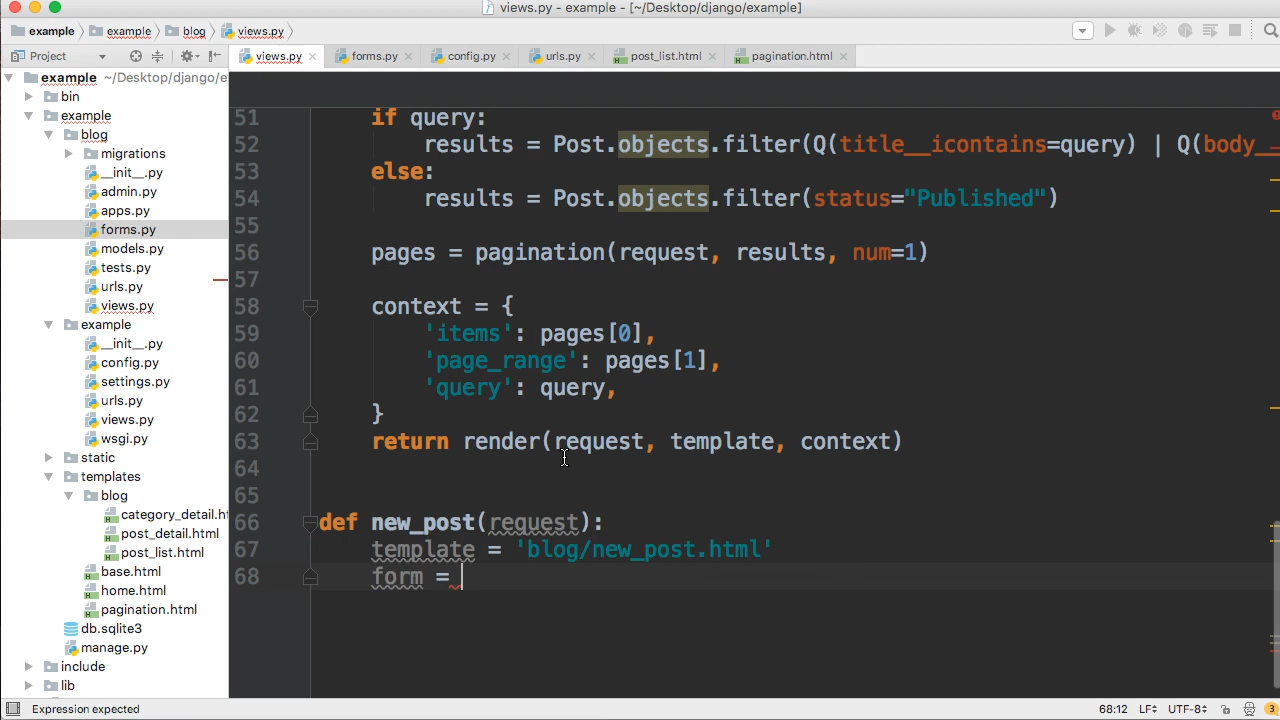 views.py - example - [~/Desktop/django/example]
example example blog views.py
Project
views.py forms.py config.py urls.py post_list.html pagination.html
example ~/Desktop/django/e
bin
example
blog
migrations
__init__.py
admin.py
apps.py
forms.py
models.py
tests.py
urls.py
views.py
example
__init__.py
config.py
settings.py
urls.py
views.py
wsgi.py
static
templates
blog
category_detail.ht
post_detail.html
post_list.html
base.html
home.html
pagination.html
db.sqlite3
manage.py
include
lib
51 if query:
52 results = Post.objects.filter(Q(title__icontains=query) | Q(body__
53 else:
54 results = Post.objects.filter(status="Published")
55
56 pages = pagination(request, results, num=1)
57
58 context = {
59 'items': pages[0],
60 'page_range': pages[1],
61 'query': query,
62 }
63 return render(request, template, context)
64
65
66 def new_post(request):
67 template = 'blog/new_post.html'
68 form =
Expression expected 68:12 LF UTF-8 3